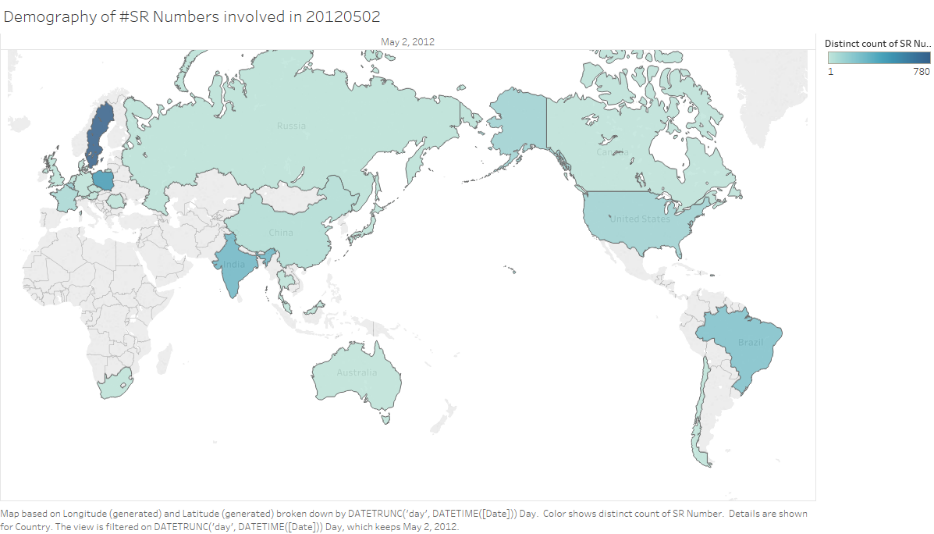 Demography of #SR Numbers involved in 20120502
May 2, 2012
Distinct count of SR Nu..
1 780
Russia
Canada
United States
China
India
Brazil
Australia
Map based on Longitude (generated) and Latitude (generated) broken down by DATETRUNC('day', DATETIME([Date])) Day.  Color shows distinct count of SR Number.  Details are shown
for Country. The view is filtered on DATETRUNC('day', DATETIME([Date])) Day, which keeps May 2, 2012.